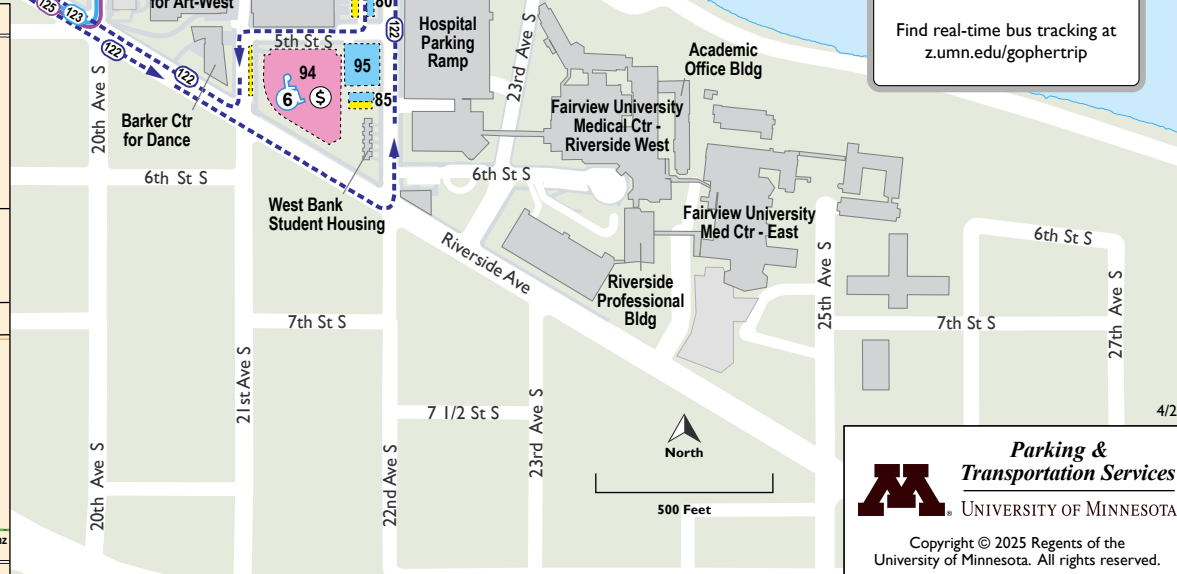 for Art-West
125
123
122
122
122
80
5th St S
94
6
$
95
85
Hospital
Parking
Ramp
23rd Ave S
Academic
Office Bldg
Find real-time bus tracking at
z.umn.edu/gophertrip
20th Ave S
Barker Ctr
for Dance
Fairview University
Medical Ctr -
Riverside West
6th St S
6th St S
West Bank
Student Housing
Fairview University
Med Ctr - East
Riverside Ave
6th St S
Riverside
Professional
Bldg
25th Ave S
27th Ave S
7th St S
7th St S
21st Ave S
7 1/2 St S
23rd Ave S
20th Ave S
22nd Ave S
North
500 Feet
4/2
Parking &
Transportation Services
M
®
UNIVERSITY OF MINNESOTA
Copyright © 2025 Regents of the
University of Minnesota. All rights reserved.